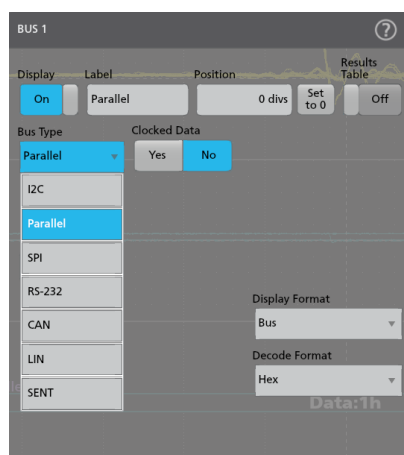 BUS 1
?
Display Label Position Results Table
On Parallel 0 divs Set to 0 Off
Bus Type Clocked Data
Parallel Yes No
I2C
Parallel
SPI
RS-232
Display Format
CAN Bus
LIN Decode Format
SENT Hex
Data:1h